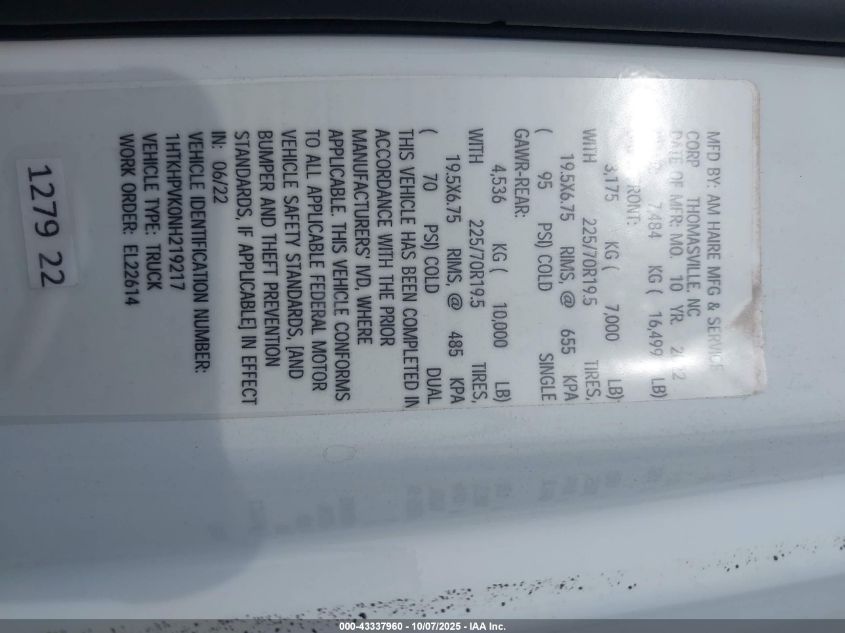 MFD BY: AM HAIRE MFG & SERVICE
CORP THOMASVILLE, NC
DATE OF MFR: MO. 10 YR.
7,484 KG ( 16,499 LB)
FRONT:
3,175 KG ( 7,000 LB)
WITH 225/70R19.5 TIRES,
19.5X6.75 RIMS, @ 655 KPA
( 95 PSI) COLD SINGLE
GAWR-REAR:
4,536 KG ( 10,000 LB)
WITH 225/70R19.5 TIRES,
19.5X6.75 RIMS, @ 485 KPA
( 70 PSI) COLD DUAL
THIS VEHICLE HAS BEEN COMPLETED IN
ACCORDANCE WITH THE PRIOR
MANUFACTURERS' IVD, WHERE
APPLICABLE. THIS VEHICLE CONFORMS
TO ALL APPLICABLE FEDERAL MOTOR
VEHICLE SAFETY STANDARDS, [AND
BUMPER AND THEFT PREVENTION
STANDARDS, IF APPLICABLE] IN EFFECT
IN: 06/22
VEHICLE IDENTIFICATION NUMBER:
1HTKHPVK0NH219217
VEHICLE TYPE: TRUCK
WORK ORDER: EL22614
1279 22
000-43337960 - 10/07/2025 - IAA Inc.